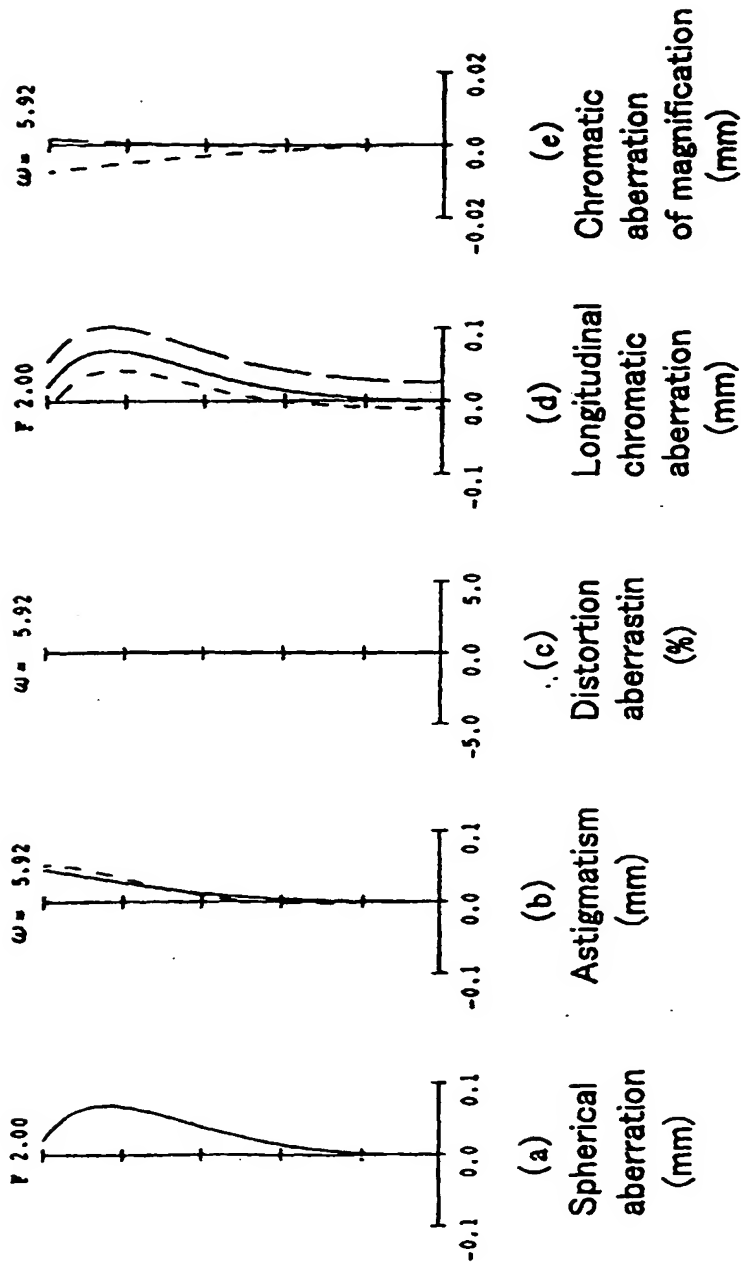 F 2.00
-0.1 0.0 0.1
(a)
Spherical
aberration
(mm)
ω= 5.92
-0.1 0.0 0.1
(b)
Astigmatism
(mm)
ω= 5.92
-5.0 0.0 5.0
(c)
Distortion
aberrastin
(%)
F 2.00
-0.1 0.0 0.1
(d)
Longitudinal
chromatic
aberration
(mm)
ω= 5.92
-0.02 0.0 0.02
(e)
Chromatic
aberration
of magnification
(mm)